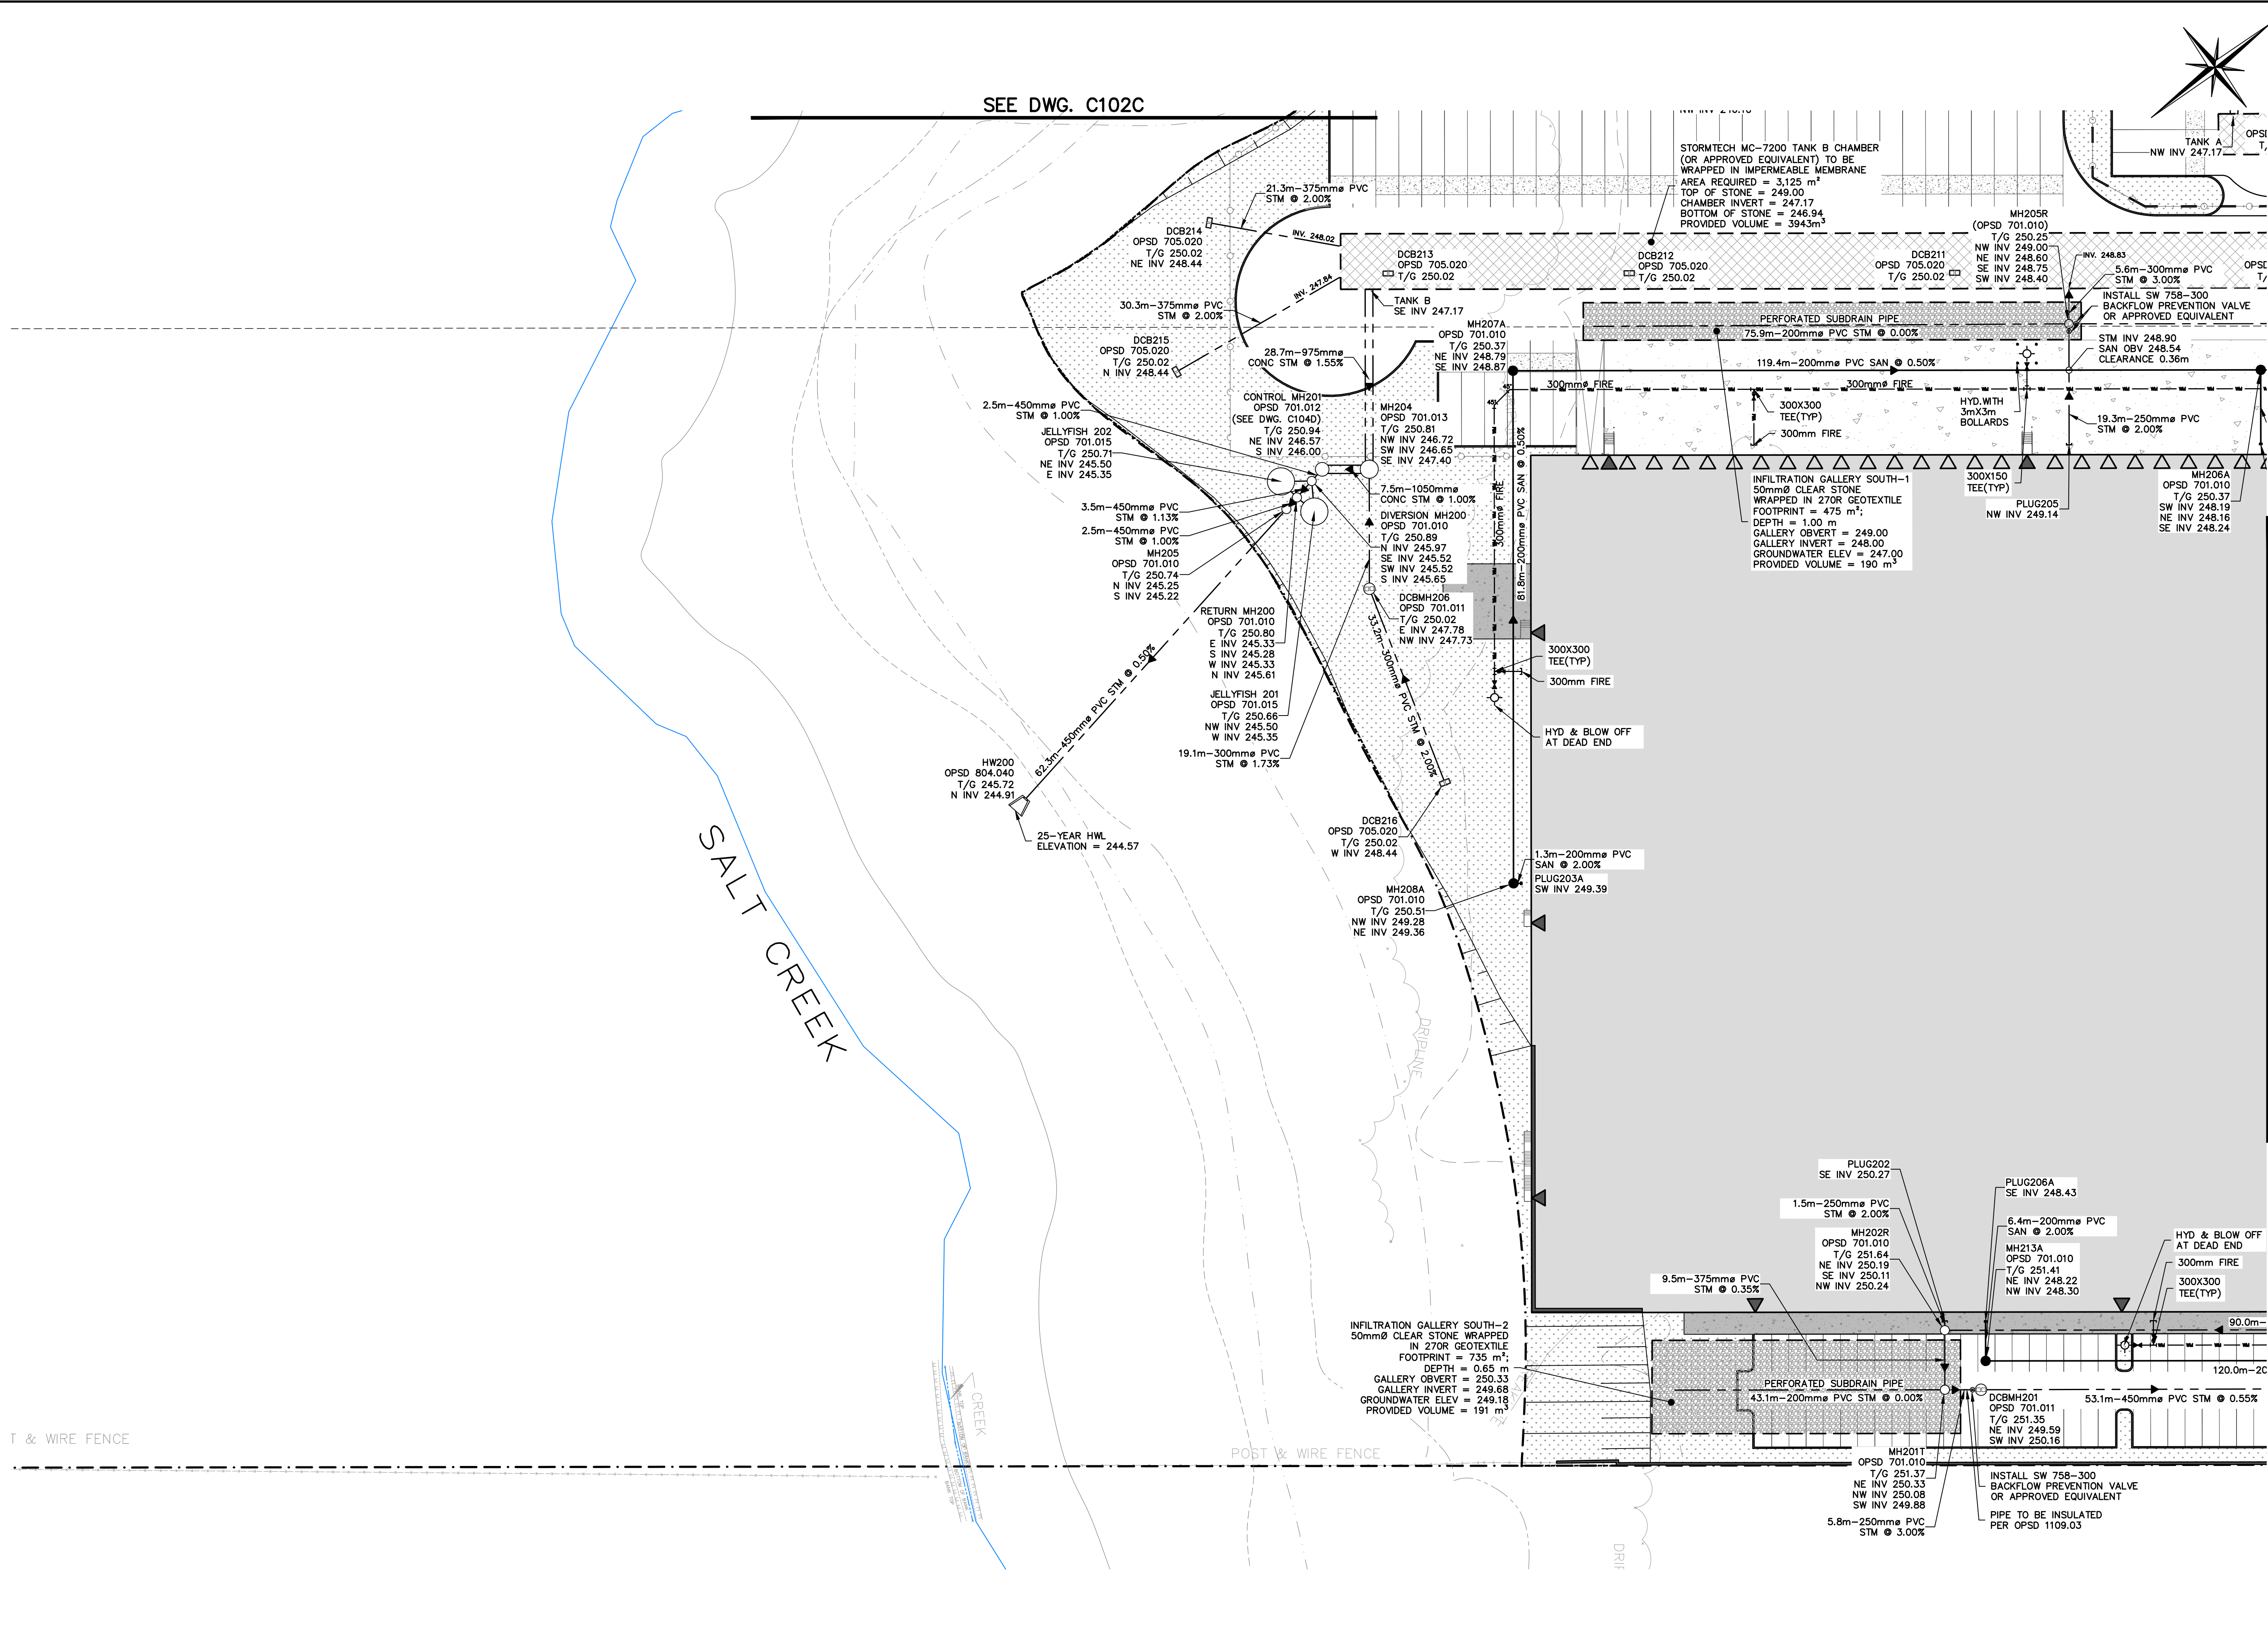 SEE DWG. C102C
STORMTECH MC-7200 TANK B CHAMBER
(OR APPROVED EQUIVALENT) TO BE
WRAPPED IN IMPERMEABLE MEMBRANE
AREA REQUIRED = 3,125 m²
TOP OF STONE = 249.00
CHAMBER INVERT = 247.17
BOTTOM OF STONE = 246.94
PROVIDED VOLUME = 3943m³
TANK A
NW INV 247.17
21.3m-375mmø PVC
STM @ 2.00%
DCB214
OPSD 705.020
T/G 250.02
NE INV 248.44
INV. 248.02
DCB213
OPSD 705.020
T/G 250.02
DCB212
OPSD 705.020
T/G 250.02
DCB211
OPSD 705.020
T/G 250.02
MH205R
(OPSD 701.010)
T/G 250.25
NW INV 249.00
NE INV 248.60
SE INV 248.75
SW INV 248.40
INV. 248.83
5.6m-300mmø PVC
STM @ 3.00%
INSTALL SW 758-300
BACKFLOW PREVENTION VALVE
OR APPROVED EQUIVALENT
30.3m-375mmø PVC
STM @ 2.00%
INV. 247.84
TANK B
SE INV 247.17
DCB215
OPSD 705.020
T/G 250.02
N INV 248.44
28.7m-975mmø
CONC STM @ 1.55%
MH207A
OPSD 701.010
T/G 250.37
NE INV 248.79
SE INV 248.87
PERFORATED SUBDRAIN PIPE
75.9m-200mmø PVC STM @ 0.00%
STM INV 248.90
SAN OBV 248.54
CLEARANCE 0.36m
119.4m-200mmø PVC SAN @ 0.50%
300mmø FIRE
300mmø FIRE
45°
45°
300X300
TEE(TYP)
300mm FIRE
HYD.WITH
3mX3m
BOLLARDS
19.3m-250mmø PVC
STM @ 2.00%
2.5m-450mmø PVC
STM @ 1.00%
CONTROL MH201
OPSD 701.012
(SEE DWG. C104D)
T/G 250.94
NE INV 246.57
S INV 246.00
MH204
OPSD 701.013
T/G 250.81
NW INV 246.72
SW INV 246.65
SE INV 247.40
JELLYFISH 202
OPSD 701.015
T/G 250.71
NE INV 245.50
E INV 245.35
300mmø FIRE
81.8m-200mmø PVC SAN @ 0.50%
INFILTRATION GALLERY SOUTH-1
50mmØ CLEAR STONE
WRAPPED IN 270R GEOTEXTILE
FOOTPRINT = 475 m²;
DEPTH = 1.00 m
GALLERY OBVERT = 249.00
GALLERY INVERT = 248.00
GROUNDWATER ELEV = 247.00
PROVIDED VOLUME = 190 m³
300X150
TEE(TYP)
PLUG205
NW INV 249.14
MH206A
OPSD 701.010
T/G 250.37
SW INV 248.19
NE INV 248.16
SE INV 248.24
7.5m-1050mmø
CONC STM @ 1.00%
3.5m-450mmø PVC
STM @ 1.13%
2.5m-450mmø PVC
STM @ 1.00%
DIVERSION MH200
OPSD 701.010
T/G 250.89
N INV 245.97
SE INV 245.52
SW INV 245.52
S INV 245.65
MH205
OPSD 701.010
T/G 250.74
N INV 245.25
S INV 245.22
DCBMH206
OPSD 701.011
T/G 250.02
E INV 247.78
NW INV 247.73
RETURN MH200
OPSD 701.010
T/G 250.80
E INV 245.33
S INV 245.28
W INV 245.33
N INV 245.61
33.2m-300mmø PVC STM @ 2.00%
62.3m-450mmø PVC STM @ 0.50%
300X300
TEE(TYP)
300mm FIRE
JELLYFISH 201
OPSD 701.015
T/G 250.66
NW INV 245.50
W INV 245.35
HYD & BLOW OFF
AT DEAD END
19.1m-300mmø PVC
STM @ 1.73%
HW200
OPSD 804.040
T/G 245.72
N INV 244.91
25-YEAR HWL
ELEVATION = 244.57
SALT CREEK
DCB216
OPSD 705.020
T/G 250.02
W INV 248.44
1.3m-200mmø PVC
SAN @ 2.00%
PLUG203A
SW INV 249.39
MH208A
OPSD 701.010
T/G 250.51
NW INV 249.28
NE INV 249.36
DRIPLINE
PLUG202
SE INV 250.27
1.5m-250mmø PVC
STM @ 2.00%
MH202R
OPSD 701.010
T/G 251.64
NE INV 250.19
SE INV 250.11
NW INV 250.24
PLUG206A
SE INV 248.43
6.4m-200mmø PVC
SAN @ 2.00%
MH213A
OPSD 701.010
T/G 251.41
NE INV 248.22
NW INV 248.30
HYD & BLOW OFF
AT DEAD END
300mm FIRE
300X300
TEE(TYP)
9.5m-375mmø PVC
STM @ 0.35%
90.0m-
INFILTRATION GALLERY SOUTH-2
50mmØ CLEAR STONE WRAPPED
IN 270R GEOTEXTILE
FOOTPRINT = 735 m²;
DEPTH = 0.65 m
GALLERY OBVERT = 250.33
GALLERY INVERT = 249.68
GROUNDWATER ELEV = 249.18
PROVIDED VOLUME = 191 m³
PERFORATED SUBDRAIN PIPE
43.1m-200mmø PVC STM @ 0.00%
120.0m-20
53.1m-450mmø PVC STM @ 0.55%
DCBMH201
OPSD 701.011
T/G 251.35
NE INV 249.59
SW INV 250.16
CREEK
T & WIRE FENCE
POST & WIRE FENCE
MH201T
OPSD 701.010
T/G 251.37
NE INV 250.33
NW INV 250.08
SW INV 249.88
INSTALL SW 758-300
BACKFLOW PREVENTION VALVE
OR APPROVED EQUIVALENT
5.8m-250mmø PVC
STM @ 3.00%
PIPE TO BE INSULATED
PER OPSD 1109.03